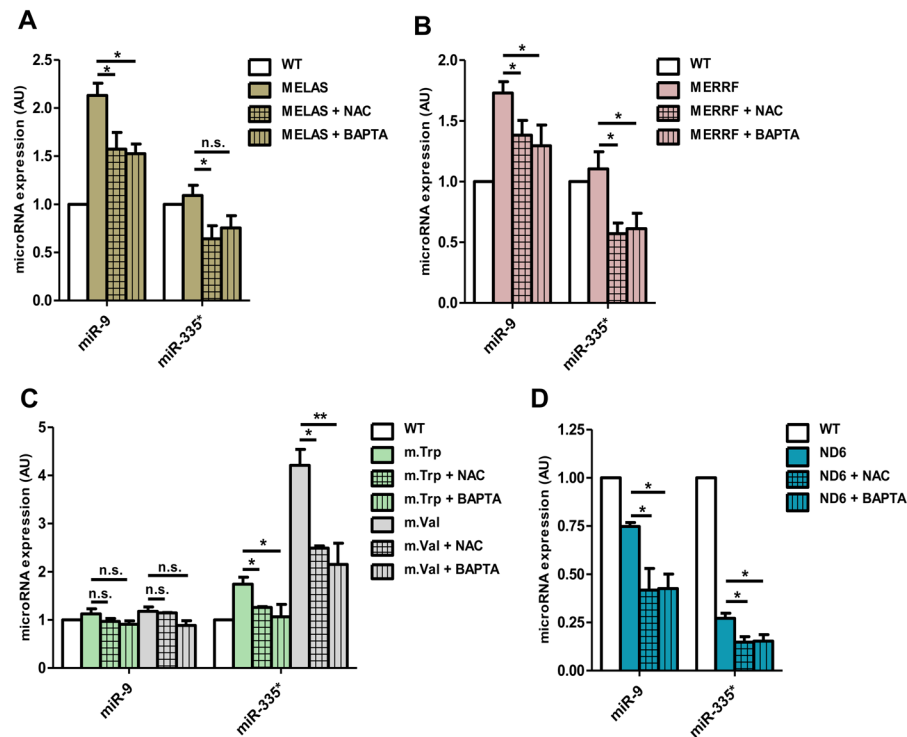 A
microRNA expression (AU)
2.5
2.0
1.5
1.0
0.5
0.0
*
*
n.s.
*
miR-9
miR-335*
WT
MELAS
MELAS + NAC
MELAS + BAPTA
B
microRNA expression (AU)
2.0
1.5
1.0
0.5
0.0
*
*
*
*
miR-9
miR-335*
WT
MERRF
MERRF + NAC
MERRF + BAPTA
C
microRNA expression (AU)
5
4
3
2
1
0
n.s.
n.s.
n.s.
n.s.
*
*
**
*
miR-9
miR-335*
WT
m.Trp
m.Trp + NAC
m.Trp + BAPTA
m.Val
m.Val + NAC
m.Val + BAPTA
D
microRNA expression (AU)
1.25
1.00
0.75
0.50
0.25
0.00
*
*
*
*
miR-9
miR-335*
WT
ND6
ND6 + NAC
ND6 + BAPTA